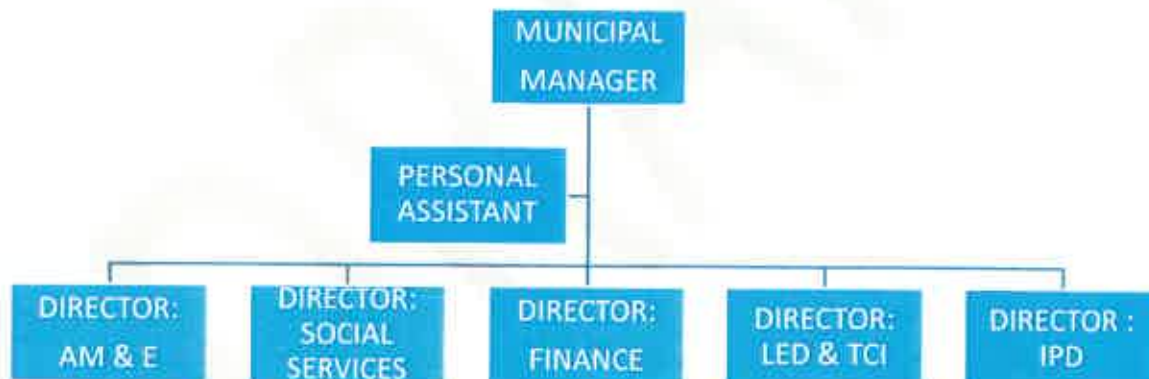 MUNICIPAL
MANAGER
PERSONAL
ASSISTANT
DIRECTOR:
AM & E
DIRECTOR:
SOCIAL
SERVICES
DIRECTOR:
FINANCE
DIRECTOR:
LED & TCI
DIRECTOR :
IPD